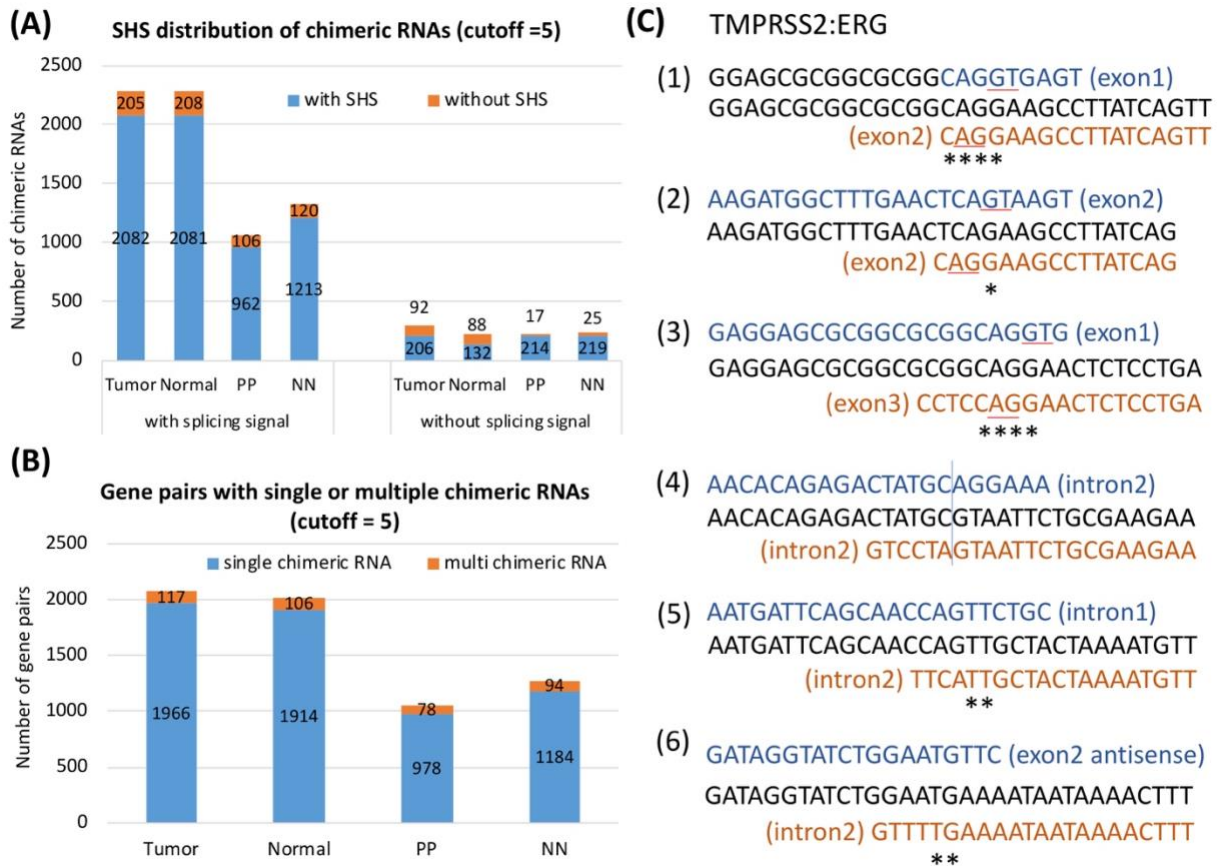 (A)
SHS distribution of chimeric RNAs (cutoff =5)
Number of chimeric RNAs
2500
2000
1500
1000
500
0
with SHS
without SHS
205
208
2082
2081
106
962
120
1213
92
88
17
25
206
132
214
219
Tumor Normal PP NN
with splicing signal
Tumor Normal PP NN
without splicing signal
(B)
Gene pairs with single or multiple chimeric RNAs
(cutoff = 5)
Number of gene pairs
2500
2000
1500
1000
500
0
single chimeric RNA
multi chimeric RNA
117
106
78
94
1966
1914
978
1184
Tumor Normal PP NN
(C)
TMPRSS2:ERG
(1)
GGAGCGCGGCGCGGCAGGTGAGT (exon1)
GGAGCGCGGCGCGGCAGGAAGCCTTATCAGTT
(exon2) CAGGAAGCCTTATCAGTT
****
(2)
AAGATGGCTTTGAACTCAGTAAGT (exon2)
AAGATGGCTTTGAACTCAGAAGCCTTATCAG
(exon2) CAGGAAGCCTTATCAG
*
(3)
GAGGAGCGCGGCGCGGCAGGTG (exon1)
GAGGAGCGCGGCGCGGCAGGAACTCTCCTGA
(exon3) CCTCCAGGAACTCTCCTGA
****
(4)
AACACAGAGACTATGCAGGAAA (intron2)
AACACAGAGACTATGCGTAATTCTGCGAAGAA
(intron2) GTCCTAGTAATTCTGCGAAGAA
(5)
AATGATTCAGCAACCAGTTCTGC (intron1)
AATGATTCAGCAACCAGTTGCTACTAAAATGTT
(intron2) TTCATTGCTACTAAAATGTT
**
(6)
GATAGGTATCTGGAATGTTC (exon2 antisense)
GATAGGTATCTGGAATGAAAATAATAAAACTTT
(intron2) GTTTTGAAAATAATAAAACTTT
**